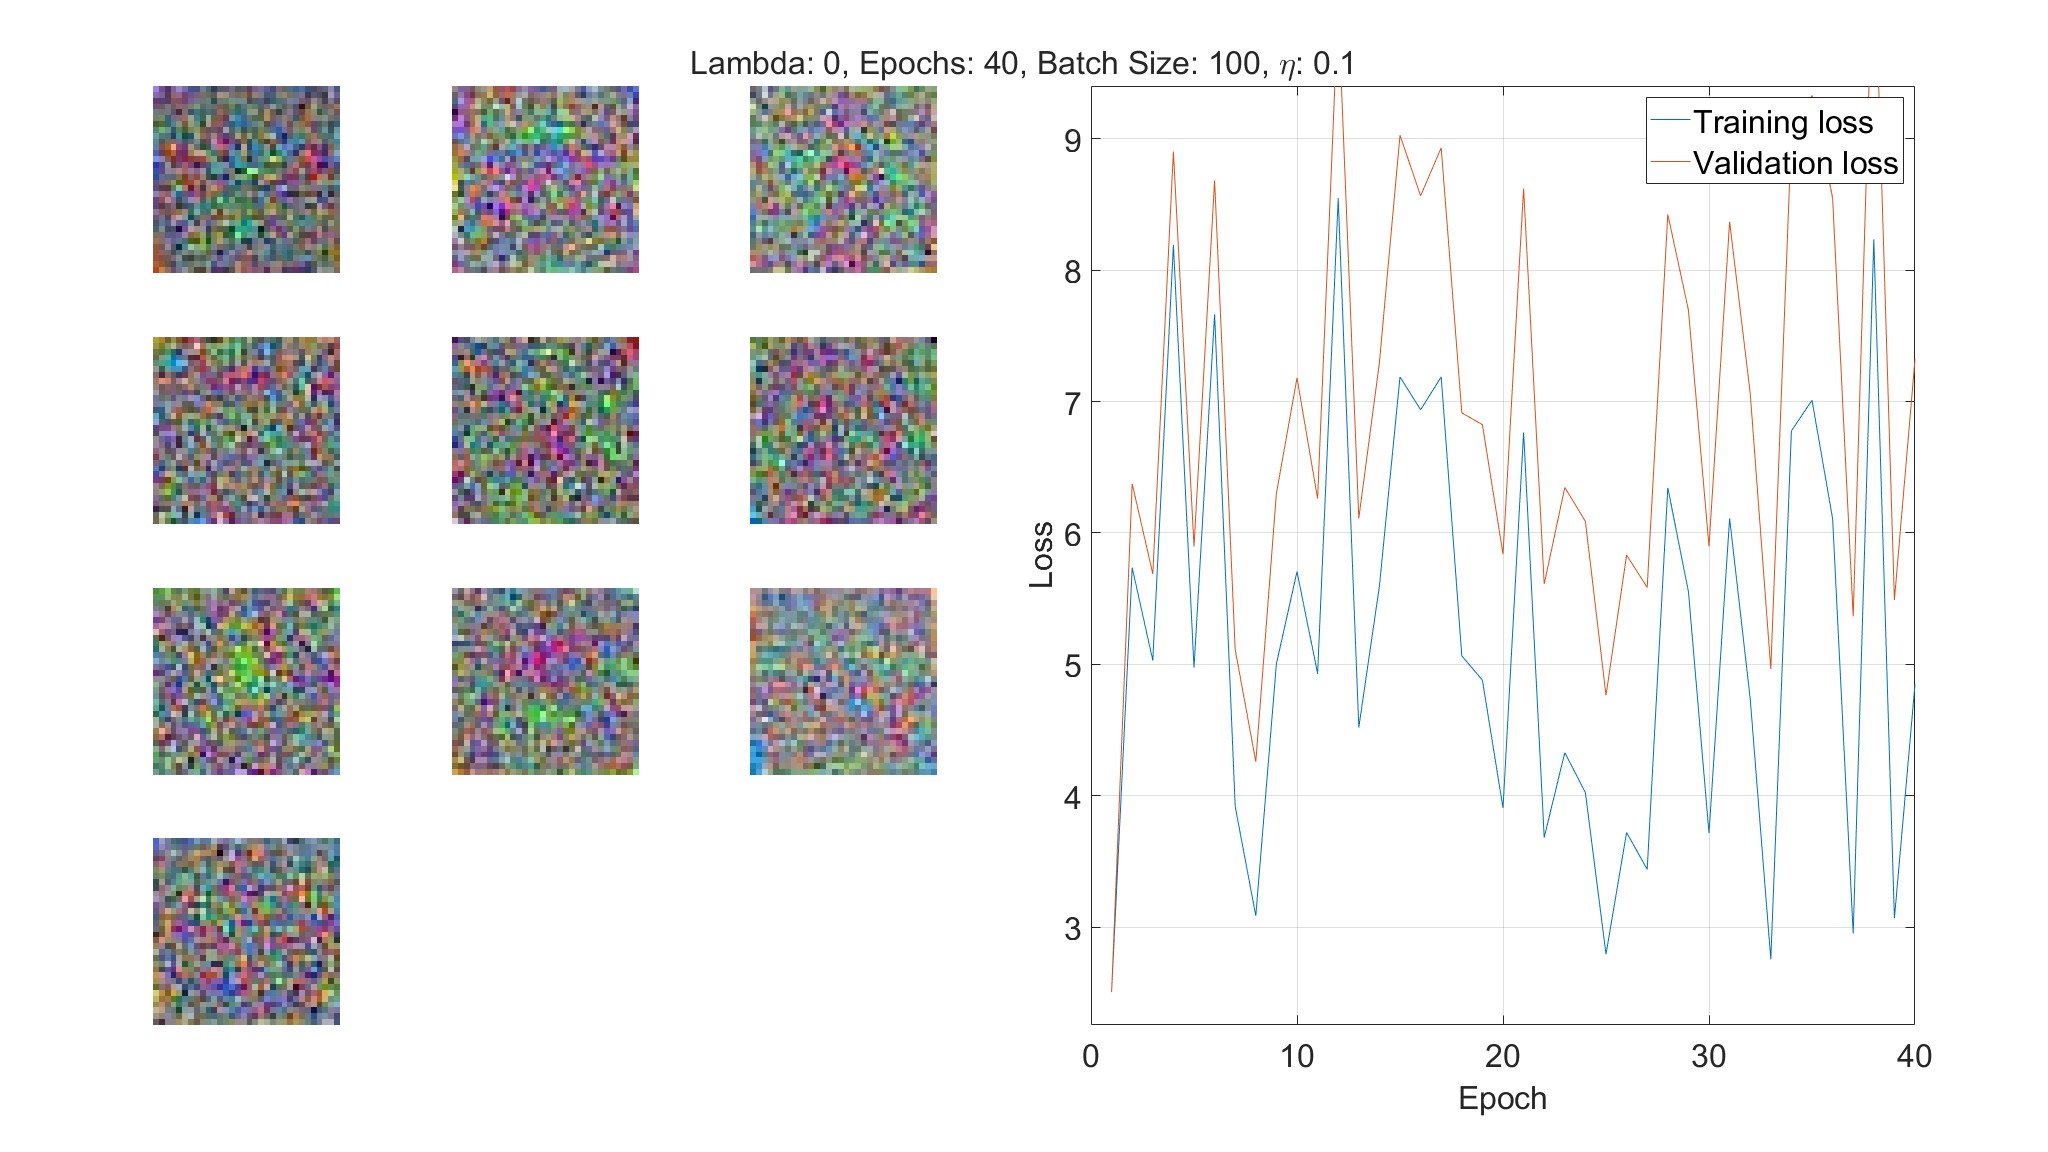 Lambda: 0, Epochs: 40, Batch Size: 100, η: 0.1
Training loss
Validation loss
9
8
7
6
5
4
3
Loss
0 10 20 30 40
Epoch